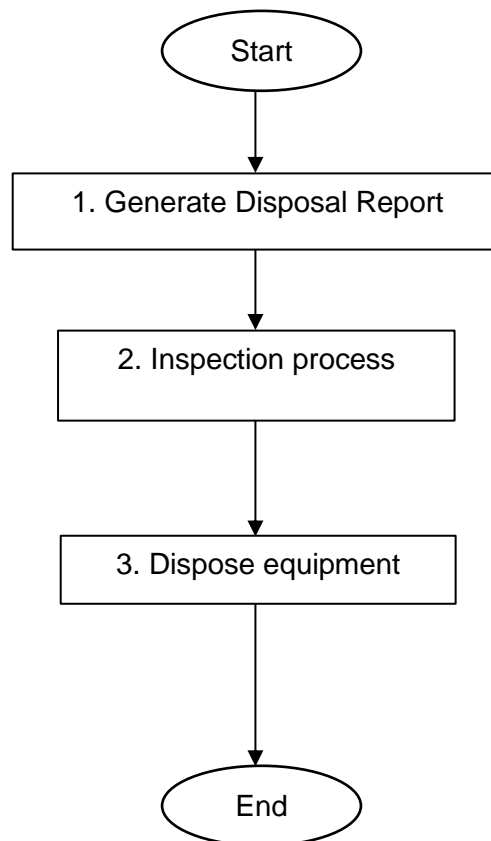 Start
1. Generate Disposal Report
2. Inspection process
3. Dispose equipment
End